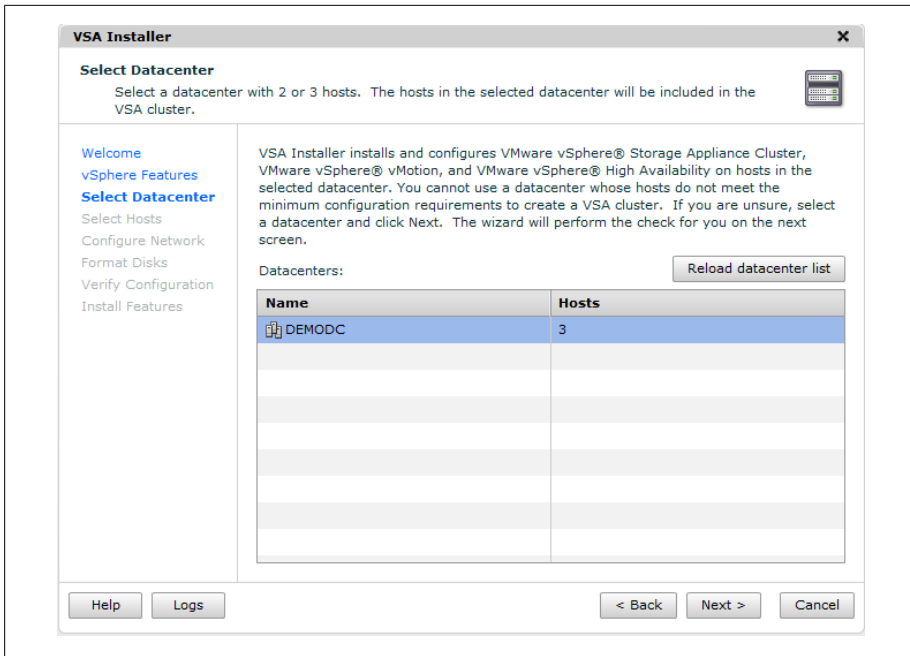 VSA Installer
Select Datacenter
Select a datacenter with 2 or 3 hosts. The hosts in the selected datacenter will be included in the
VSA cluster.
Welcome
vSphere Features
Select Datacenter
Select Hosts
Configure Network
Format Disks
Verify Configuration
Install Features
VSA Installer installs and configures VMware vSphere® Storage Appliance Cluster,
VMware vSphere® vMotion, and VMware vSphere® High Availability on hosts in the
selected datacenter. You cannot use a datacenter whose hosts do not meet the
minimum configuration requirements to create a VSA cluster. If you are unsure, select
a datacenter and click Next. The wizard will perform the check for you on the next
screen.
Datacenters:
Reload datacenter list
Name Hosts
DEMODC 3
Help Logs < Back Next > Cancel